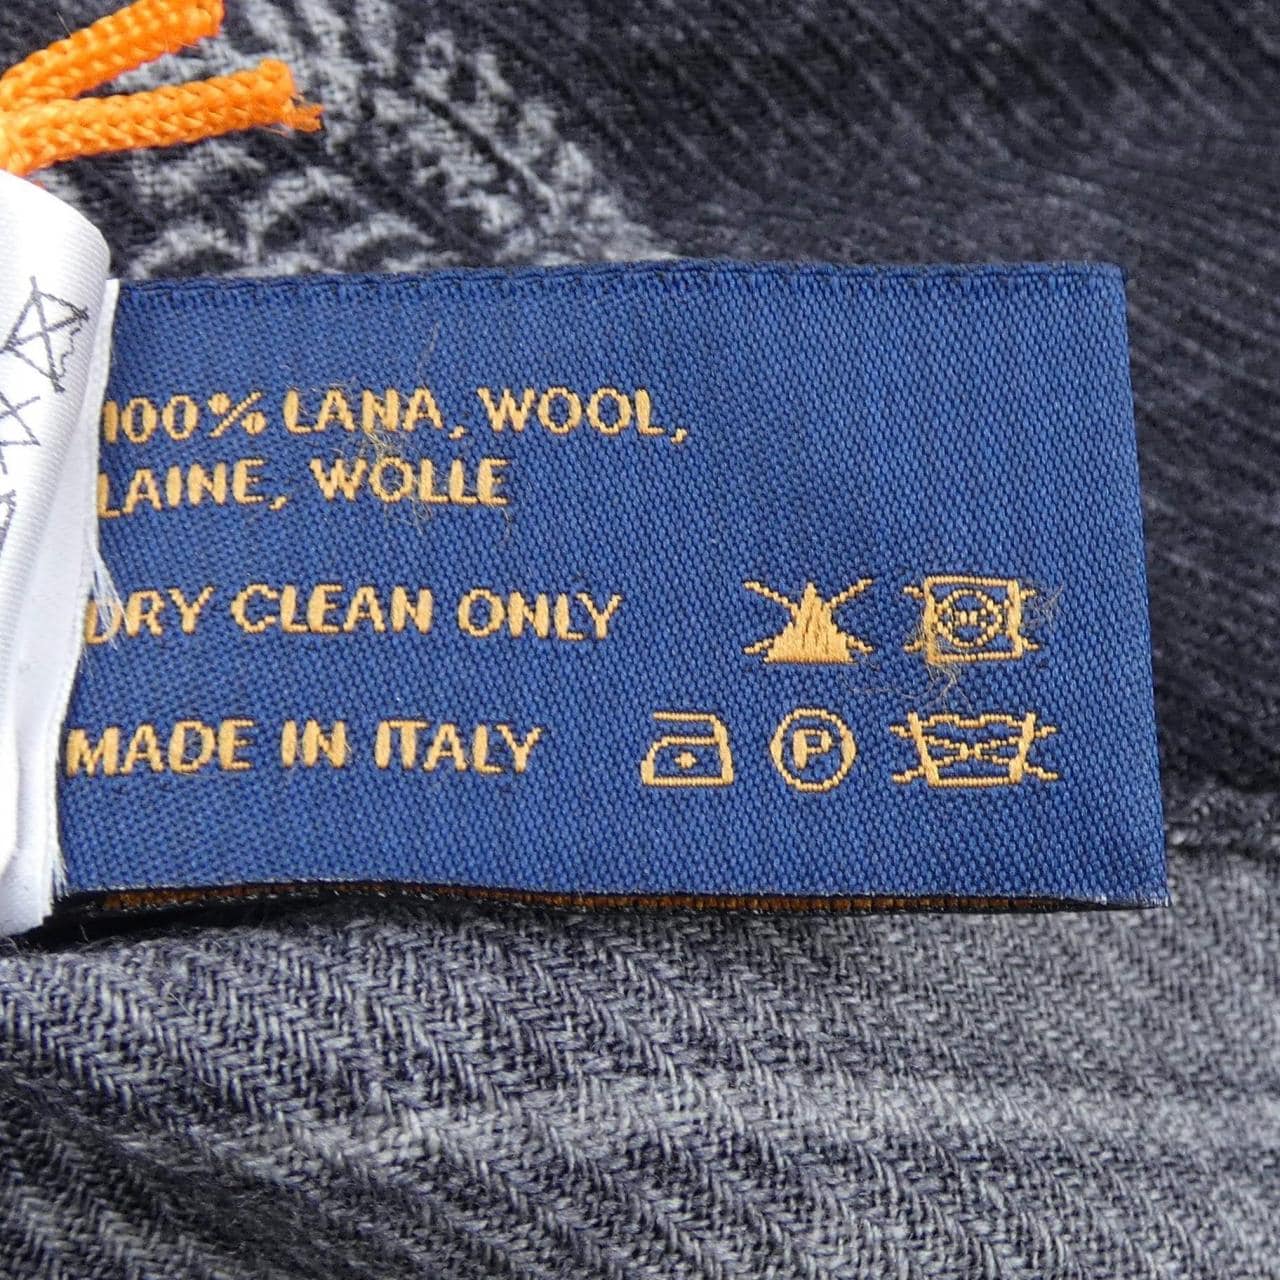 100% LANA, WOOL,
LAINE, WOLLE
DRY CLEAN ONLY
MADE IN ITALY
P